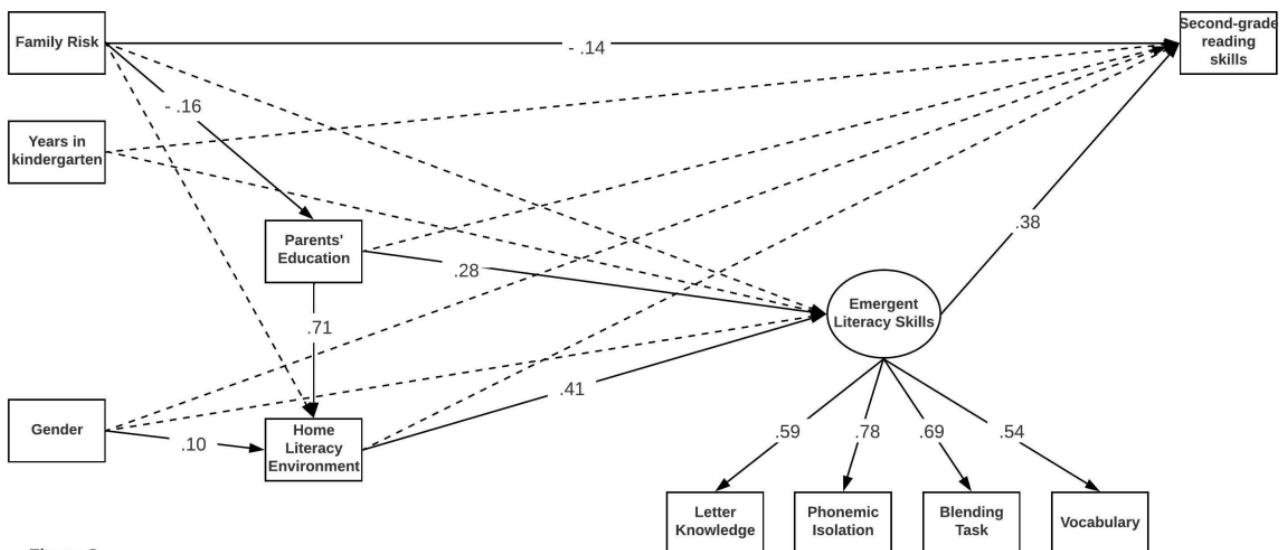 Family Risk
Second-grade
reading
skills
- .14
- .16
Years in
kindergarten
Parents'
Education
.38
.28
Emergent
Literacy Skills
.71
.41
Gender
.10
Home
Literacy
Environment
.59
.78
.69
.54
Letter
Knowledge
Phonemic
Isolation
Blending
Task
Vocabulary